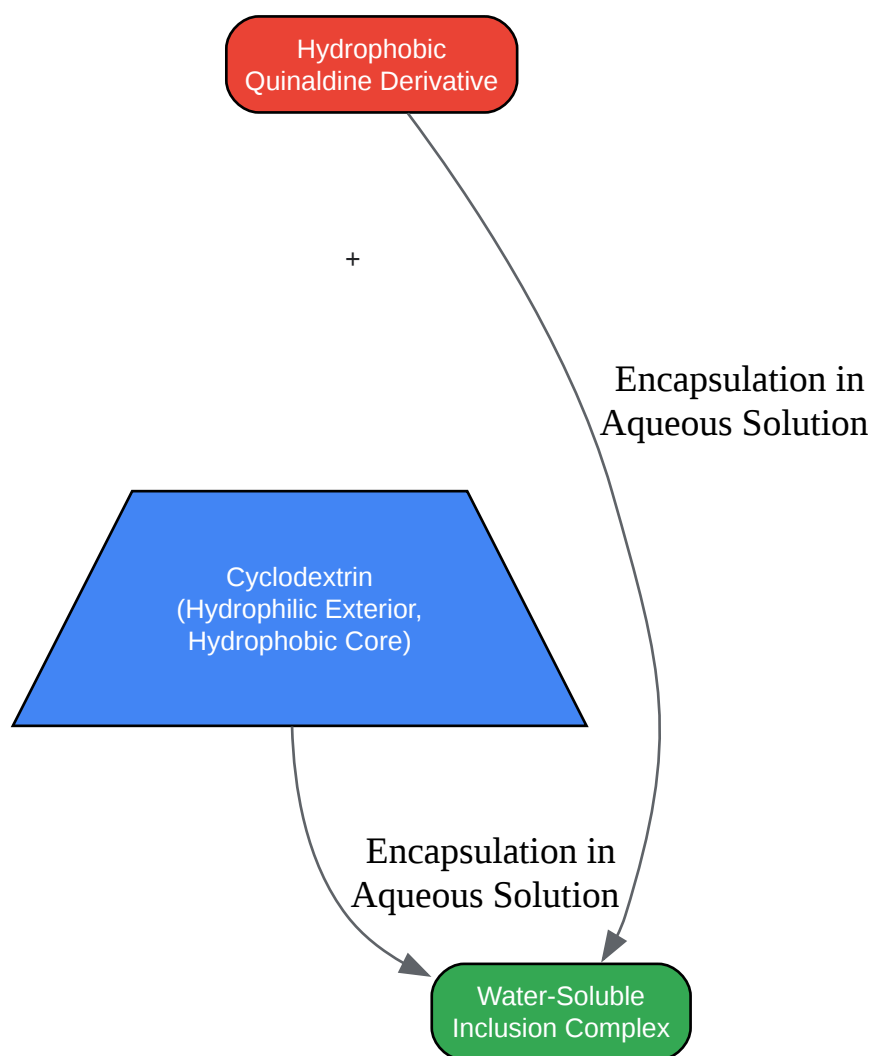 Hydrophobic
Quinaldine Derivative
+
Encapsulation in
Aqueous Solution
Cyclodextrin
(Hydrophilic Exterior,
Hydrophobic Core)
Encapsulation in
Aqueous Solution
Water-Soluble
Inclusion Complex